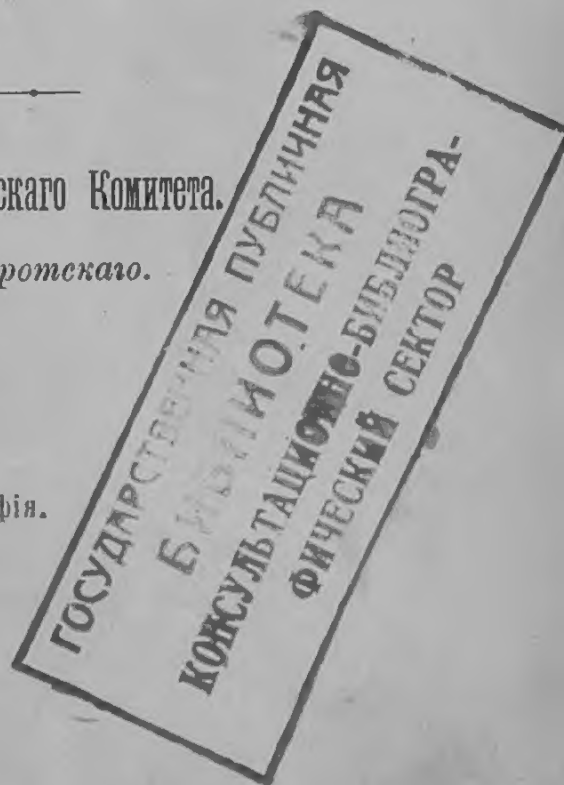 скаго Комитета.
ротскаго.
фія.
ГОСУДАРСТВЕННАЯ ПУБЛИЧНАЯ
БИБЛИОТЕКА
КОНСУЛЬТАЦИОННО-БИБЛИОГРА-
ФИЧЕСКИЙ СЕКТОР